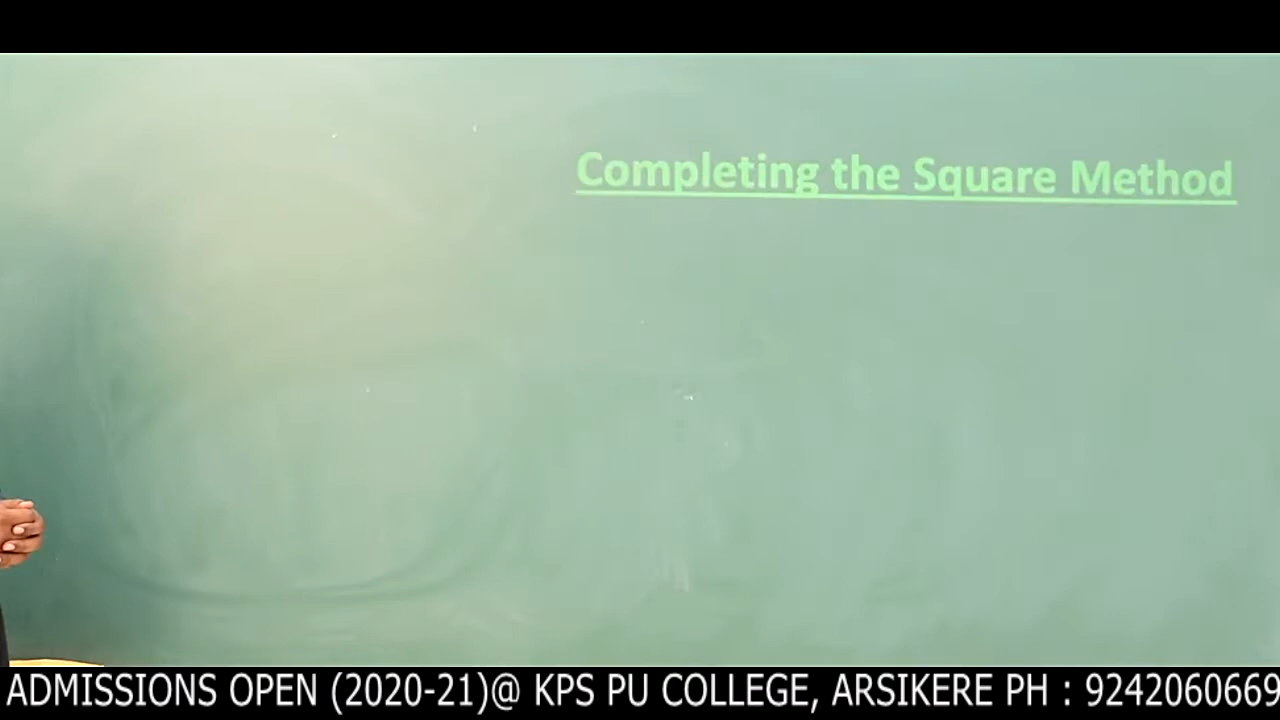 Completing the Square Method
ADMISSIONS OPEN (2020-21)@ KPS PU COLLEGE, ARSIKERE PH : 9242060669